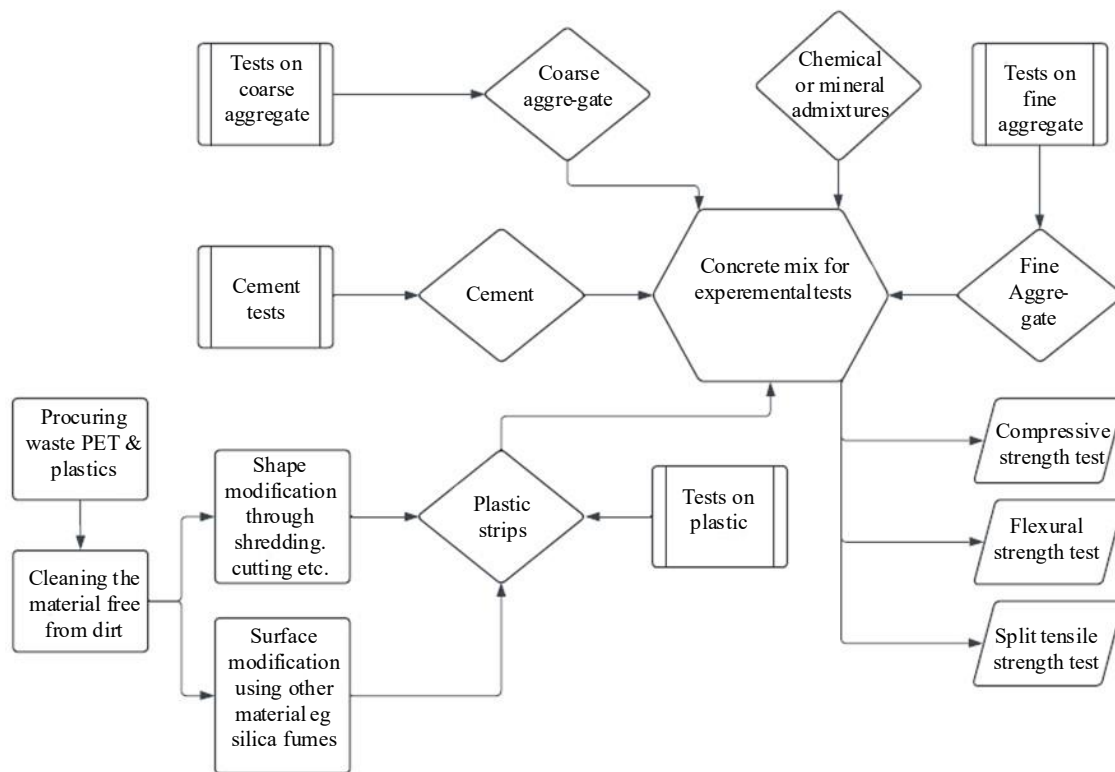 Tests on
coarse
aggregate
Coarse
aggre-gate
Chemical
or mineral
admixtures
Tests on
fine
aggregate
Cement
tests
Cement
Concrete mix for
experemental tests
Fine
Aggre-
gate
Procuring
waste PET &
plastics
Cleaning the
material free
from dirt
Shape
modification
through
shredding.
cutting etc.
Surface
modification
using other
material eg
silica fumes
Plastic
strips
Tests on
plastic
Compressive
strength test
Flexural
strength test
Split tensile
strength test